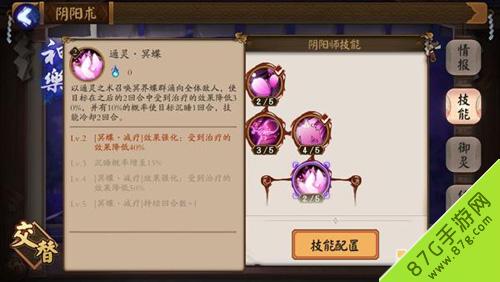 阴阳术
神乐
通灵·冥蝶
0
以通灵之术召唤冥界蝶群涌向全体敌人，使
目标在之后的2回合中受到治疗的效果降低30
%，并有10%的概率使目标沉睡1回合，技
能冷却2回合。
Lv.2 [冥蝶·减疗]效果强化：受到治疗的
效果降低40%
Lv.3 沉睡概率增至15%
Lv.4 [冥蝶·减疗]效果强化：受到治疗的
效果降低50%
Lv.5 [冥蝶·减疗]持续回合数+1
阴阳师技能
2/5
3/5
4/5
2/5
技能配置
情报
技能
御灵
交替
87G手游网
www.87g.com